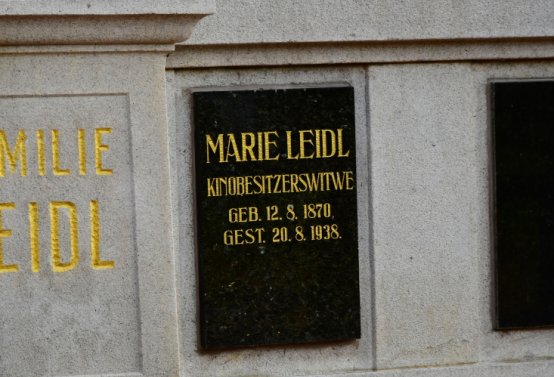 MILIE
EIDL
MARIE LEIDL
KINOBESITZERSWITWE
GEB. 12. 8. 1870,
GEST. 20. 8. 1938.